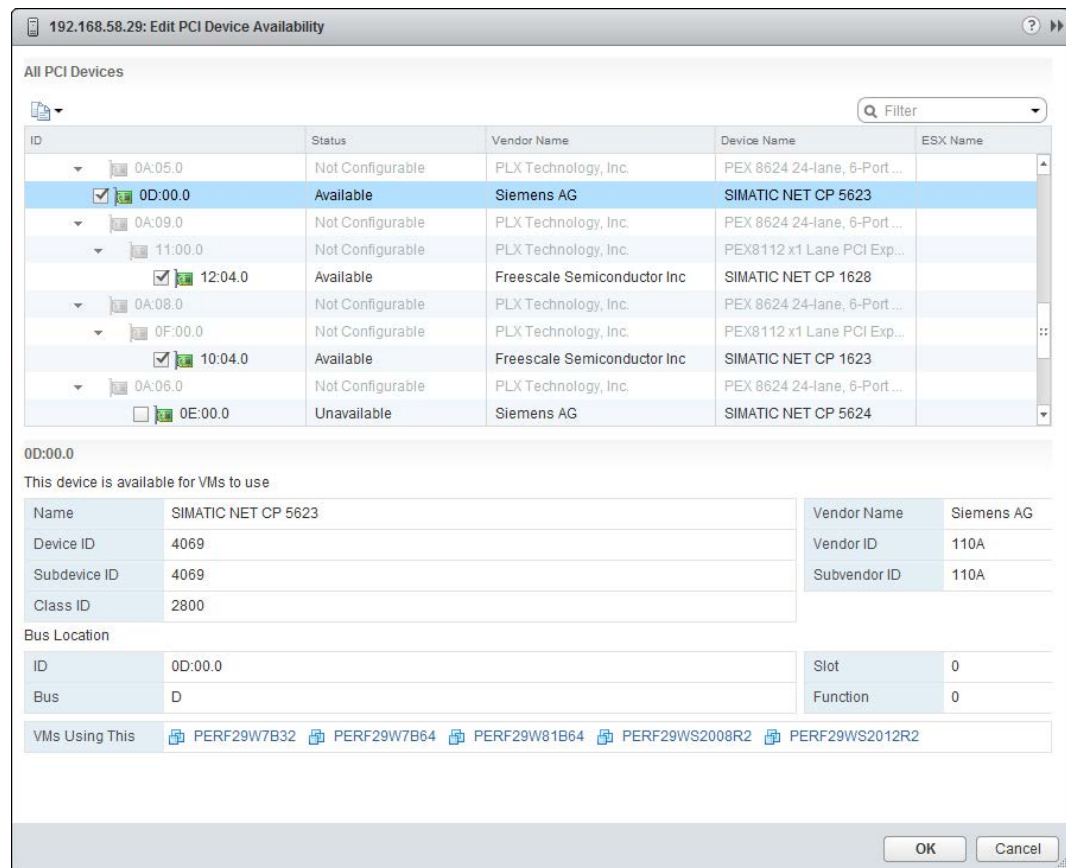 192.168.58.29: Edit PCI Device Availability ?
All PCI Devices
Filter
ID Status Vendor Name Device Name ESX Name
0A:05.0 Not Configurable PLX Technology, Inc. PEX 8624 24-lane, 6-Port ...
0D:00.0 Available Siemens AG SIMATIC NET CP 5623
0A:09.0 Not Configurable PLX Technology, Inc. PEX 8624 24-lane, 6-Port ...
11:00.0 Not Configurable PLX Technology, Inc. PEX8112 x1 Lane PCI Exp...
12:04.0 Available Freescale Semiconductor Inc SIMATIC NET CP 1628
0A:08.0 Not Configurable PLX Technology, Inc. PEX 8624 24-lane, 6-Port ...
0F:00.0 Not Configurable PLX Technology, Inc. PEX8112 x1 Lane PCI Exp...
10:04.0 Available Freescale Semiconductor Inc SIMATIC NET CP 1623
0A:06.0 Not Configurable PLX Technology, Inc. PEX 8624 24-lane, 6-Port ...
0E:00.0 Unavailable Siemens AG SIMATIC NET CP 5624
0D:00.0
This device is available for VMs to use
Name SIMATIC NET CP 5623 Vendor Name Siemens AG
Device ID 4069 Vendor ID 110A
Subdevice ID 4069 Subvendor ID 110A
Class ID 2800
Bus Location
ID 0D:00.0 Slot 0
Bus D Function 0
VMs Using This PERF29W7B32 PERF29W7B64 PERF29W81B64 PERF29WS2008R2 PERF29WS2012R2
OK Cancel